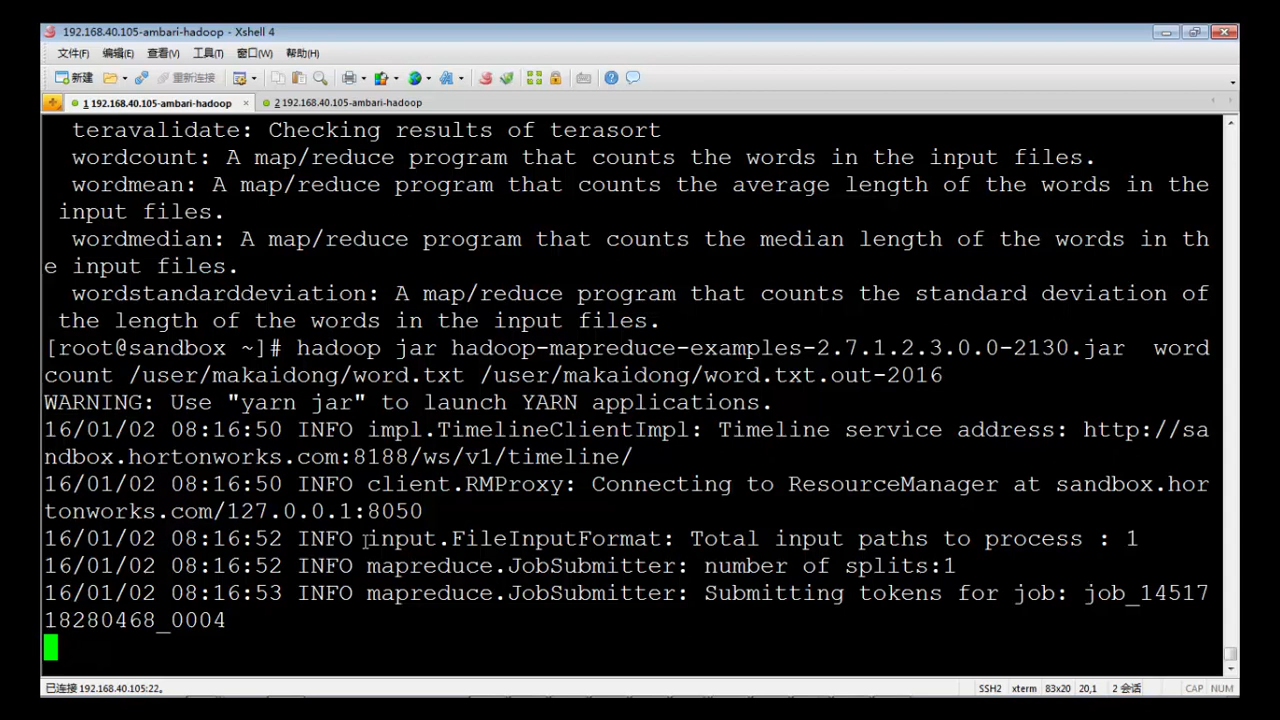 192.168.40.105-ambari-hadoop - Xshell 4
文件(F) 编辑(E) 查看(V) 工具(T) 窗口(W) 帮助(H)
新建 重新连接
1 192.168.40.105-ambari-hadoop × 2 192.168.40.105-ambari-hadoop
teravalidate: Checking results of terasort
wordcount: A map/reduce program that counts the words in the input files.
wordmean: A map/reduce program that counts the average length of the words in the
input files.
wordmedian: A map/reduce program that counts the median length of the words in th
e input files.
wordstandarddeviation: A map/reduce program that counts the standard deviation of
the length of the words in the input files.
[root@sandbox ~]# hadoop jar hadoop-mapreduce-examples-2.7.1.2.3.0.0-2130.jar  word
count /user/makaidong/word.txt /user/makaidong/word.txt.out-2016
WARNING: Use "yarn jar" to launch YARN applications.
16/01/02 08:16:50 INFO impl.TimelineClientImpl: Timeline service address: http://sa
ndbox.hortonworks.com:8188/ws/v1/timeline/
16/01/02 08:16:50 INFO client.RMProxy: Connecting to ResourceManager at sandbox.hor
tonworks.com/127.0.0.1:8050
16/01/02 08:16:52 INFO input.FileInputFormat: Total input paths to process : 1
16/01/02 08:16:52 INFO mapreduce.JobSubmitter: number of splits:1
16/01/02 08:16:53 INFO mapreduce.JobSubmitter: Submitting tokens for job: job_14517
18280468_0004
已连接 192.168.40.105:22。 SSH2 xterm 83x20 20,1 2 会话 CAP NUM